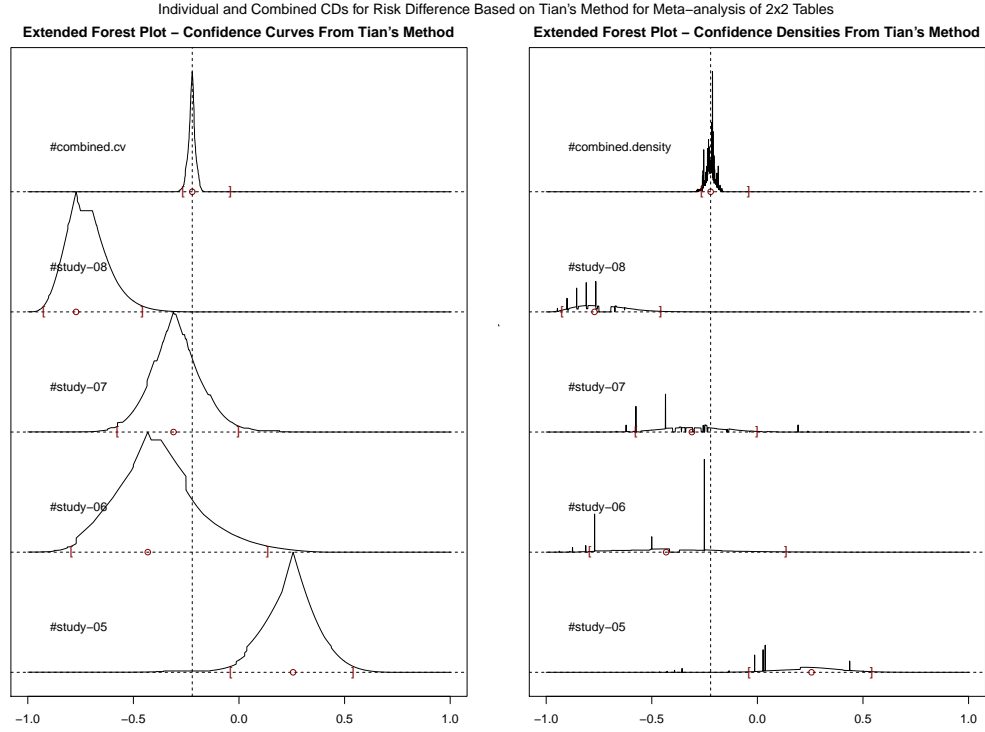 Individual and Combined CDs for Risk Difference Based on Tian's Method for Meta−analysis of 2x2 Tables
Extended Forest Plot − Confidence Curves From Tian's Method
#combined.cv
#study−08
#study−07
#study−06
#study−05
−1.0 −0.5 0.0 0.5 1.0
Extended Forest Plot − Confidence Densities From Tian's Method
#combined.density
#study−08
#study−07
#study−06
#study−05
−1.0 −0.5 0.0 0.5 1.0